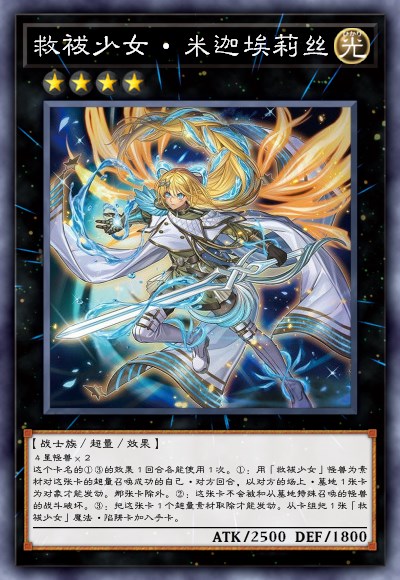 救祓少女・米迦埃莉丝
光
ひかり
【战士族／超量／效果】
4星怪兽×2
这个卡名的①③的效果1回合各能使用1次。①：用「救祓少女」怪兽为素
材对这张卡的超量召唤成功的自己·对方回合，以对方的场上·墓地1张卡
为对象才能发动。那张卡除外。②：这张卡不会被和从墓地特殊召唤的怪兽
的战斗破坏。③：把这张卡1个超量素材取除才能发动。从卡组把1张「救
祓少女」魔法·陷阱卡加入手卡。
ATK/2500 DEF/1800